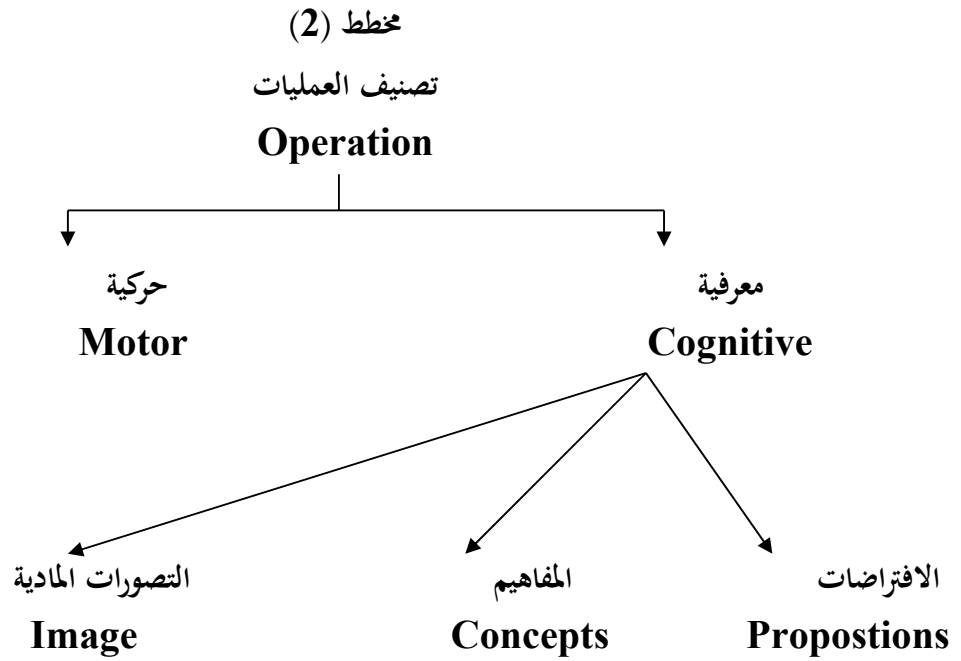 مخطط (2)
تصنيف العمليات
Operation
معرفية
Cognitive
حركية
Motor
الافتراضات
Propostions
المفاهيم
Concepts
التصورات المادية
Image